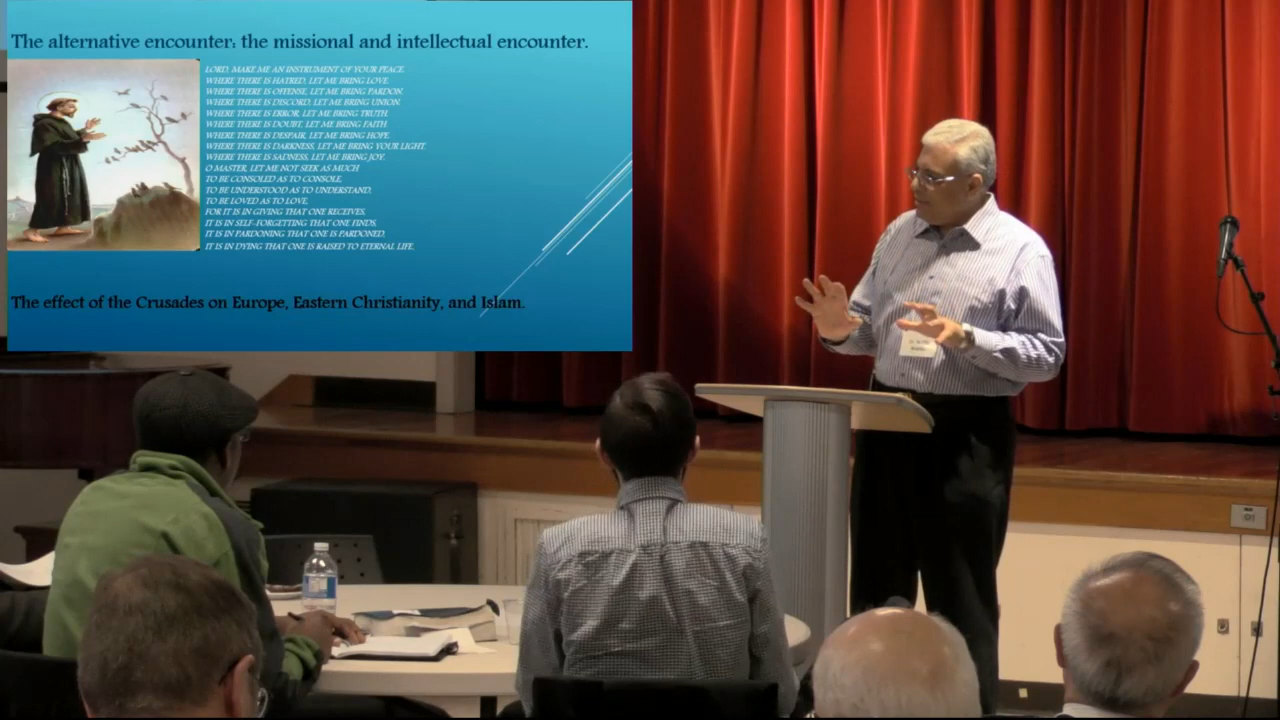 The alternative encounter: the missional and intellectual encounter.
LORD, MAKE ME AN INSTRUMENT OF YOUR PEACE.
WHERE THERE IS HATRED, LET ME BRING LOVE.
WHERE THERE IS OFFENSE, LET ME BRING PARDON.
WHERE THERE IS DISCORD, LET ME BRING UNION.
WHERE THERE IS ERROR, LET ME BRING TRUTH.
WHERE THERE IS DOUBT, LET ME BRING FAITH.
WHERE THERE IS DESPAIR, LET ME BRING HOPE.
WHERE THERE IS DARKNESS, LET ME BRING YOUR LIGHT.
WHERE THERE IS SADNESS, LET ME BRING JOY.
O MASTER, LET ME NOT SEEK AS MUCH
TO BE CONSOLED AS TO CONSOLE,
TO BE UNDERSTOOD AS TO UNDERSTAND,
TO BE LOVED AS TO LOVE,
FOR IT IS IN GIVING THAT ONE RECEIVES,
IT IS IN SELF-FORGETTING THAT ONE FINDS,
IT IS IN PARDONING THAT ONE IS PARDONED,
IT IS IN DYING THAT ONE IS RAISED TO ETERNAL LIFE.
The effect of the Crusades on Europe, Eastern Christianity, and Islam.